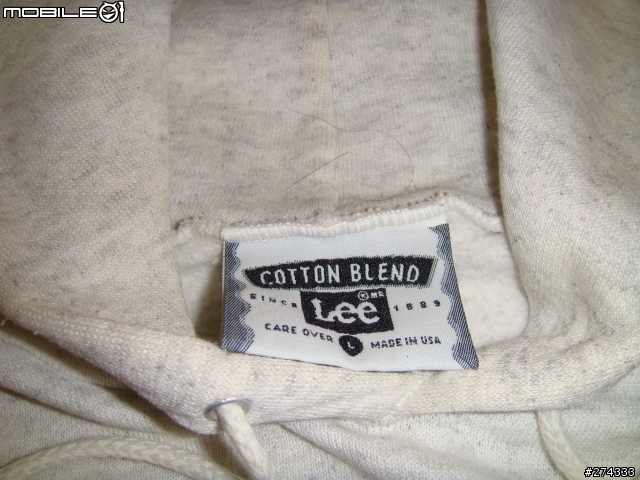 MOBILE01
COTTON BLEND
SINCE Lee ® MR 1889
CARE OVER L MADE IN USA
#274333